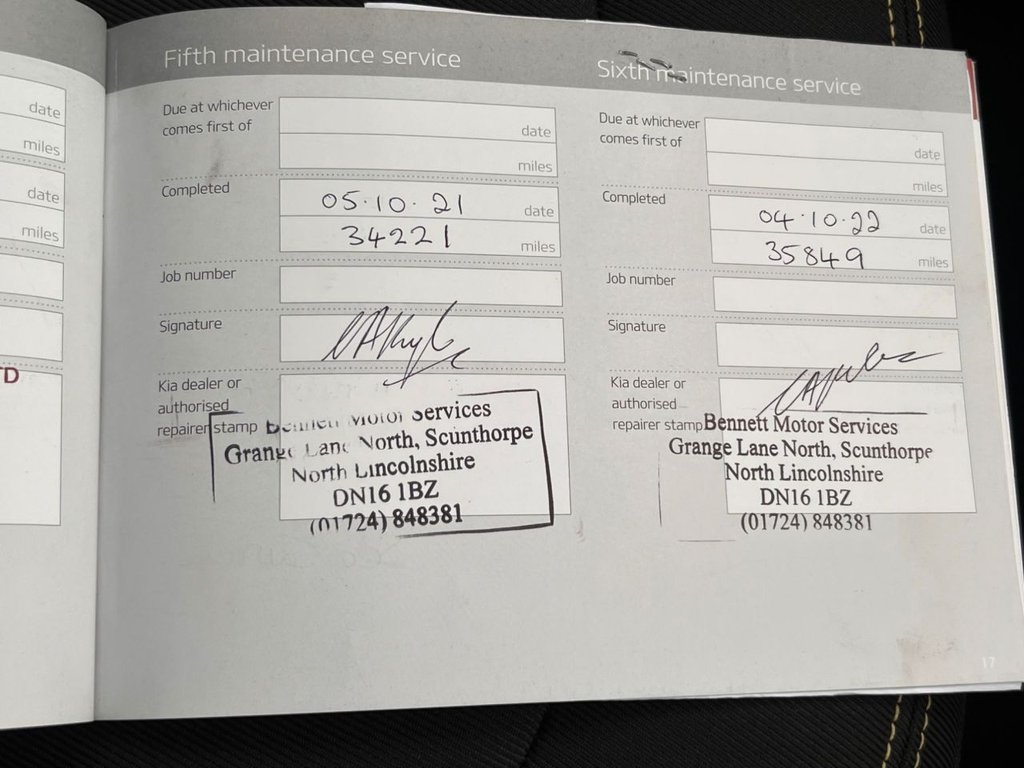 date
miles
date
miles
TD
Fifth maintenance service
Due at whichever
comes first of
date
miles
Completed
05.10.21 date
34221 miles
Job number
Signature
Kia dealer or
authorised
repairer stamp
Bennett Motor Services
Grange Lane North, Scunthorpe
North Lincolnshire
DN16 1BZ
(01724) 848381
Sixth maintenance service
Due at whichever
comes first of
date
miles
Completed
04.10.22 date
35849 miles
Job number
Signature
Kia dealer or
authorised
repairer stamp
Bennett Motor Services
Grange Lane North, Scunthorpe
North Lincolnshire
DN16 1BZ
(01724) 848381
17